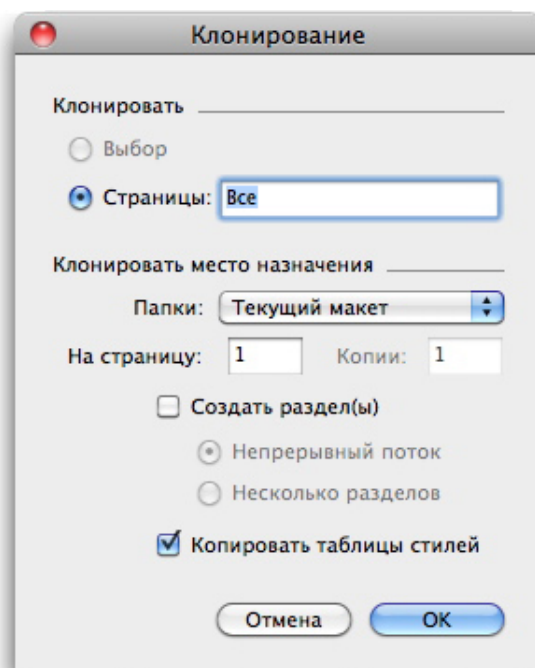 Клонирование
Клонировать
Выбор
Страницы: Все
Клонировать место назначения
Папки: Текущий макет
На страницу: 1 Копии: 1
Создать раздел(ы)
Непрерывный поток
Несколько разделов
Копировать таблицы стилей
Отмена OK